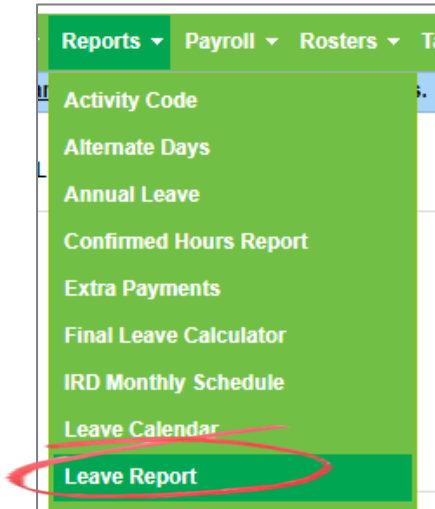 Reports Payroll Rosters
Activity Code
Alternate Days
Annual Leave
Confirmed Hours Report
Extra Payments
Final Leave Calculator
IRD Monthly Schedule
Leave Calendar
Leave Report